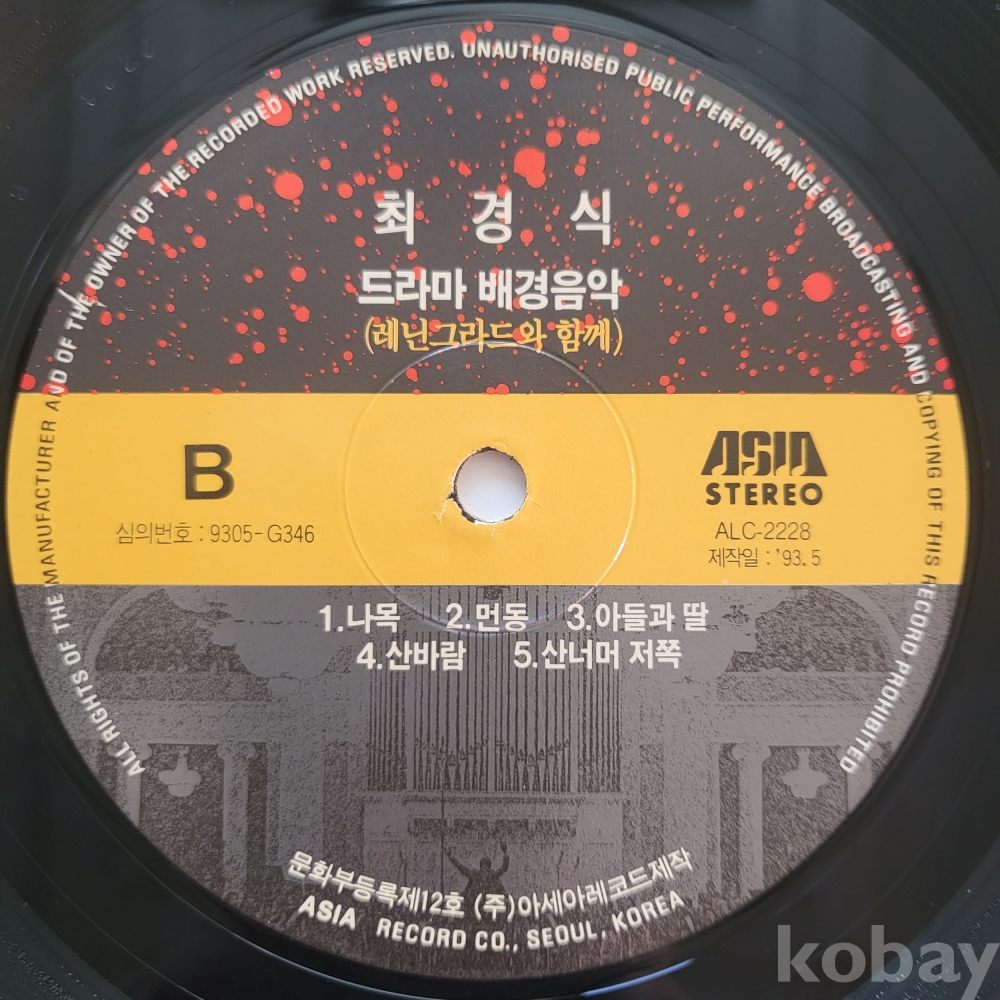 ALL RIGHTS OF THE MANUFACTURER AND OF THE OWNER OF THE RECORDED WORK RESERVED. UNAUTHORISED PUBLIC PERFORMANCE BROADCASTING AND COPYING OF THIS RECORD PROHIBITED
최 경 식
드라마 배경음악
(레닌그라드와 함께)
B
심의번호 : 9305-G346
ASIA
STEREO
ALC-2228
제작일 : '93. 5
1.나목 2.먼동 3.아들과 딸
4.산바람 5.산너머 저쪽
문화부등록제12호 (주)아세아레코드제작
ASIA RECORD CO., SEOUL, KOREA
kobay